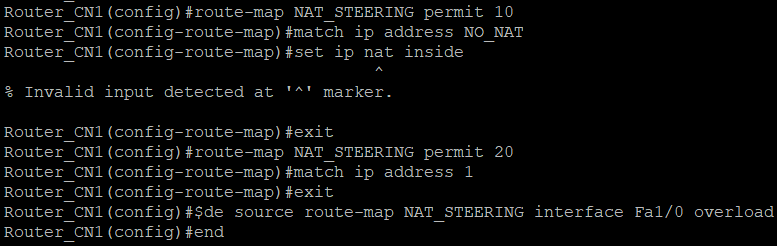 Router_CN1(config)#route-map NAT_STEERING permit 10
Router_CN1(config-route-map)#match ip address NO_NAT
Router_CN1(config-route-map)#set ip nat inside
^
% Invalid input detected at '^' marker.
Router_CN1(config-route-map)#exit
Router_CN1(config)#route-map NAT_STEERING permit 20
Router_CN1(config-route-map)#match ip address 1
Router_CN1(config-route-map)#exit
Router_CN1(config)#$de source route-map NAT_STEERING interface Fa1/0 overload
Router_CN1(config)#end